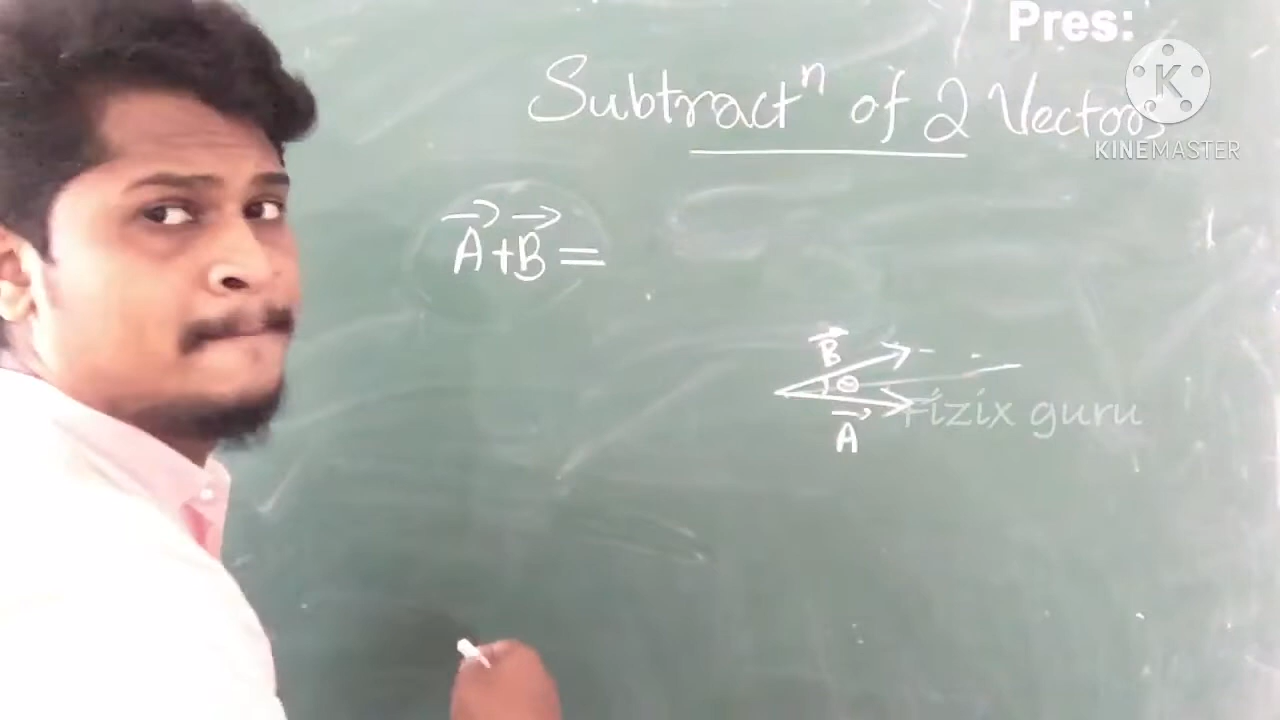 Pres:
Subtractⁿ of 2 Vectors
K
KINEMASTER
A+B=
B
θ
Fizix guru
A